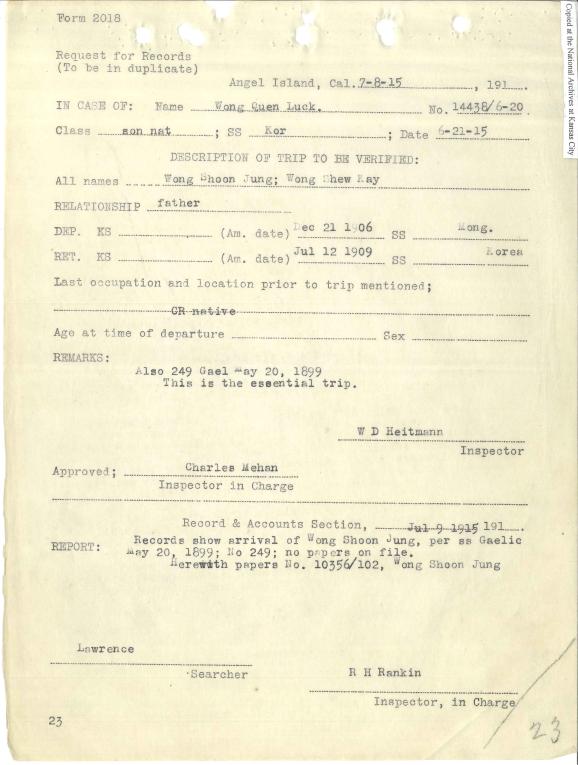 Form 2018
Copied at the National Archives at Kansas City
Request for Records
(To be in duplicate)
Angel Island, Cal. 7-8-15, 191
IN CASE OF: Name Wong Quen Luck. No. 14438/6-20
Class son nat; SS Kor; Date 6-21-15
DESCRIPTION OF TRIP TO BE VERIFIED:
All names Wong Shoon Jung; Wong Shew Kay
RELATIONSHIP father
DEP. KS (Am. date) Dec 21 1906 SS Mong.
RET. KS (Am. date) Jul 12 1909 SS Korea
Last occupation and location prior to trip mentioned;
CR native
Age at time of departure Sex
REMARKS:
Also 249 Gael May 20, 1899
This is the essential trip.
W D Heitmann
Inspector
Approved; Charles Mehan
Inspector in Charge
Record & Accounts Section, Jul 9 1915 191
REPORT: Records show arrival of Wong Shoon Jung, per ss Gaelic
May 20, 1899; No 249; no papers on file.
Herewith papers No. 10356/102, Wong Shoon Jung
Lawrence
Searcher
R H Rankin
Inspector, in Charge
23
23